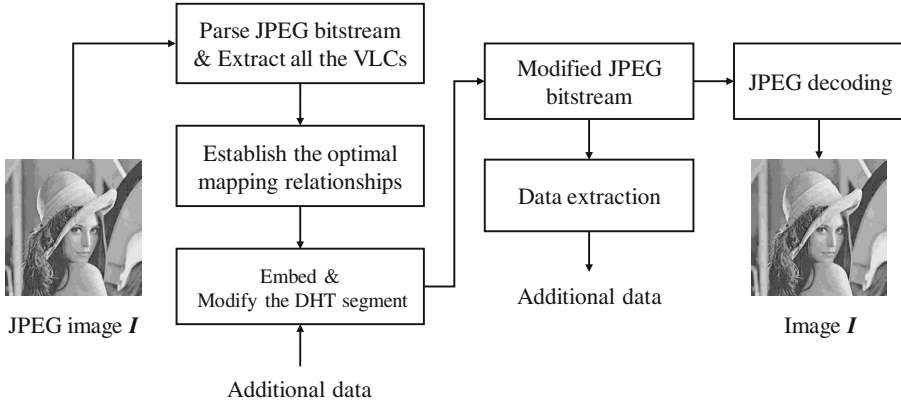 Parse JPEG bitstream
& Extract all the VLCs
Establish the optimal
mapping relationships
Embed &
Modify the DHT segment
Additional data
JPEG image I
Modified JPEG
bitstream
Data extraction
Additional data
JPEG decoding
Image I